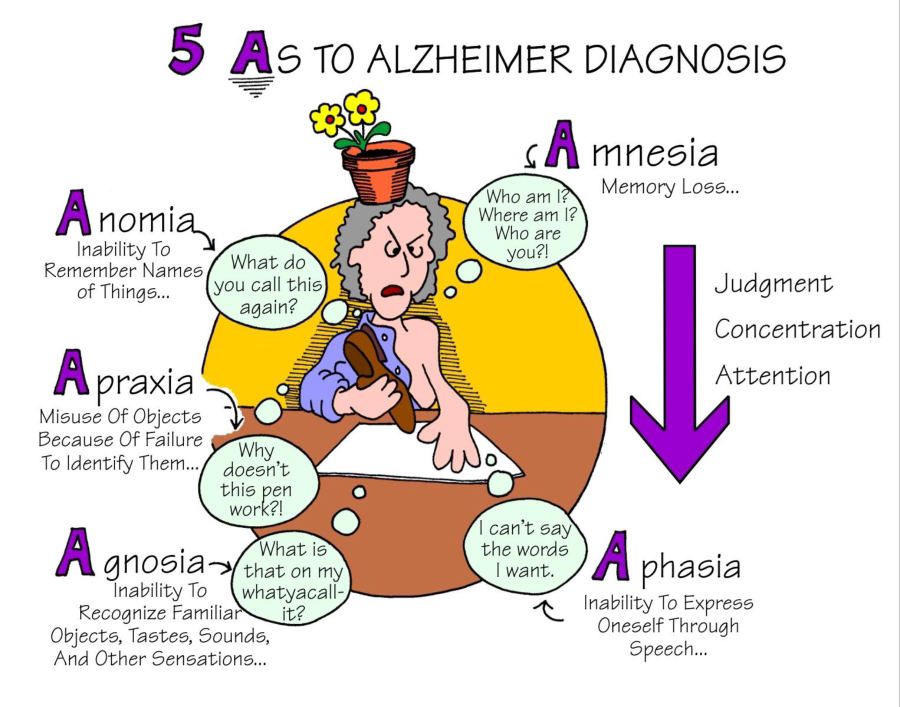 5 As TO ALZHEIMER DIAGNOSIS
Anomia
Inability To
Remember Names
of Things...
What do
you call this
again?
Amnesia
Memory Loss...
Who am I?
Where am I?
Who are
you?!
Judgment
Concentration
Attention
Apraxia
Misuse Of Objects
Because Of Failure
To Identify Them...
Why
doesn't
this pen
work?!
Agnosia
Inability To
Recognize Familiar
Objects, Tastes, Sounds,
And Other Sensations...
What is
that on my
whatyacall-
it?
I can't say
the words
I want.
Aphasia
Inability To Express
Oneself Through
Speech...